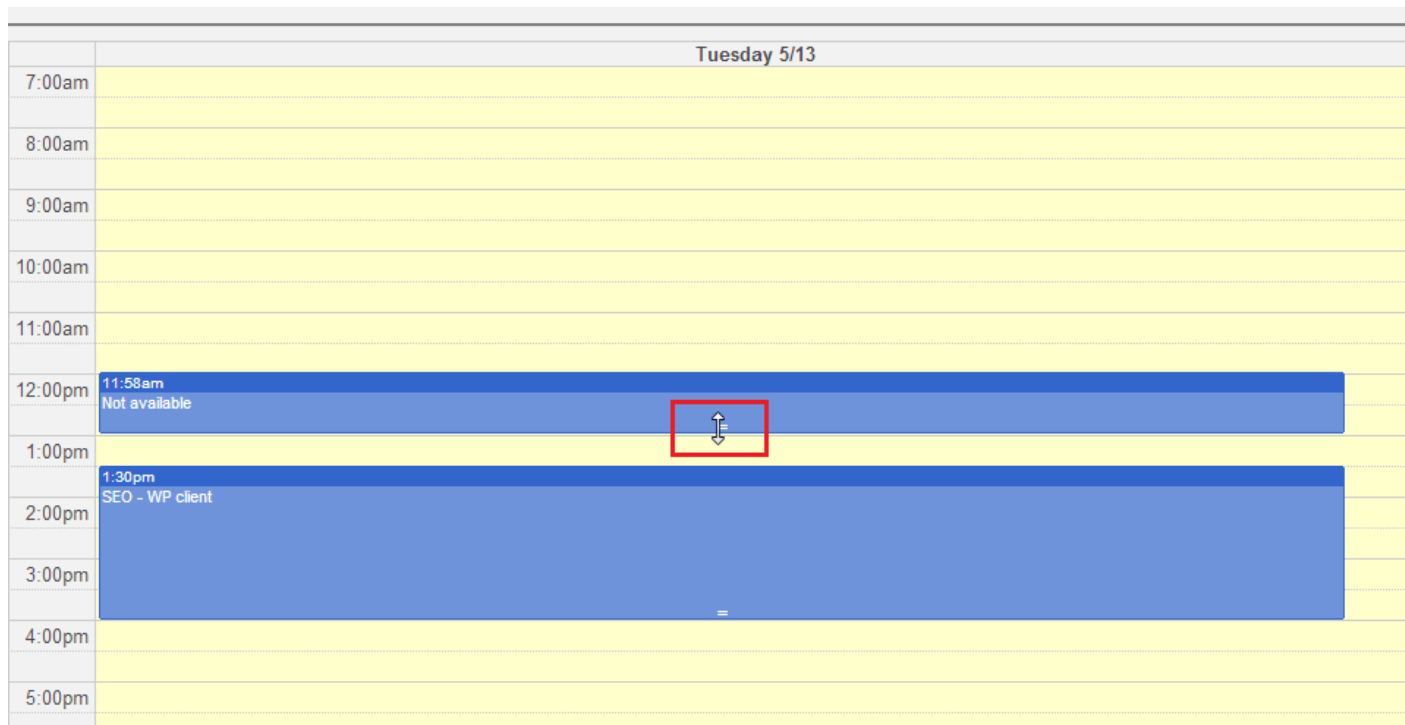 Tuesday 5/13
7:00am
8:00am
9:00am
10:00am
11:00am
12:00pm
11:58am
Not available
=
1:00pm
1:30pm
SEO - WP client
2:00pm
3:00pm
=
4:00pm
5:00pm